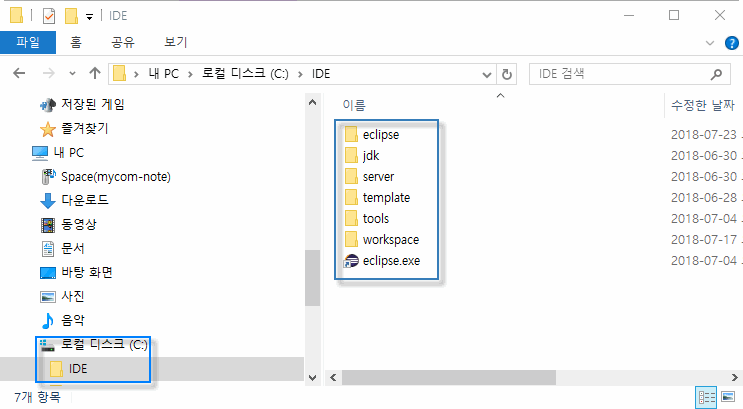 IDE
파일 홈 공유 보기
내 PC > 로컬 디스크 (C:) > IDE
IDE 검색
저장된 게임
즐겨찾기
내 PC
Space(mycom-note)
다운로드
동영상
문서
바탕 화면
사진
음악
로컬 디스크 (C:)
IDE
이름 수정한 날짜
eclipse 2018-07-23
jdk 2018-06-30
server 2018-06-30
template 2018-06-28
tools 2018-07-04
workspace 2018-07-17
eclipse.exe 2018-07-04
7개 항목